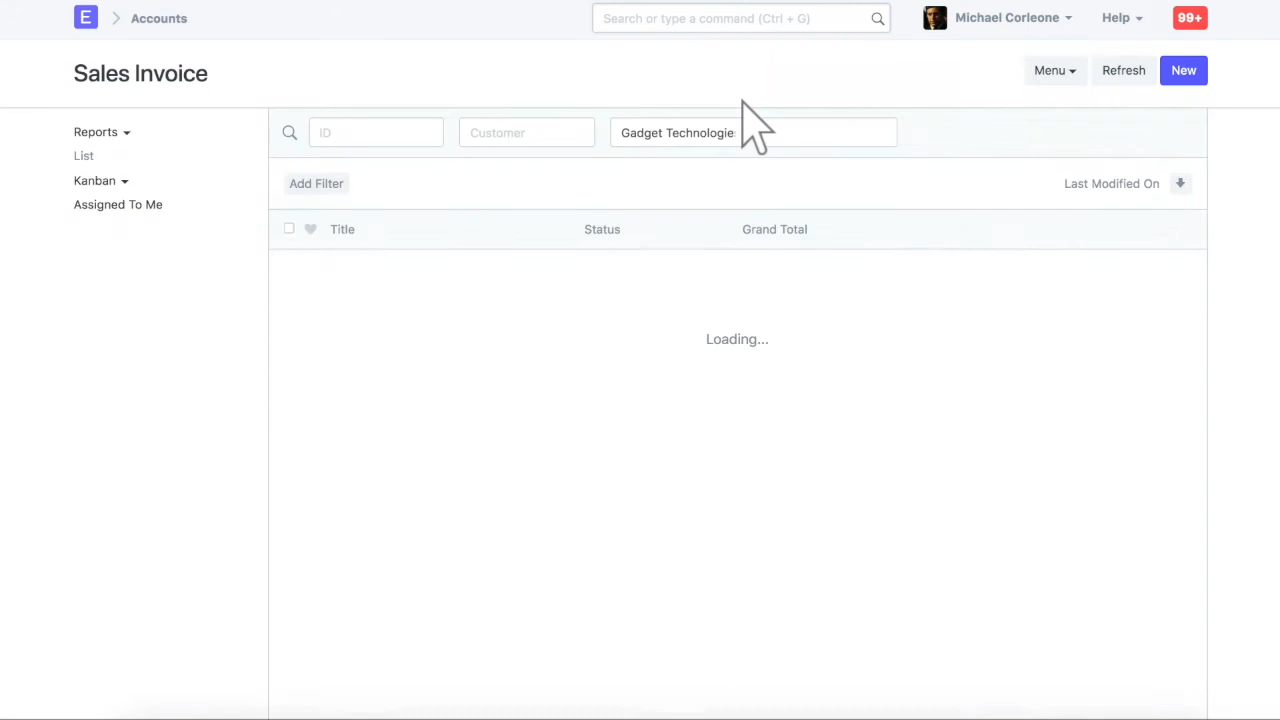 E Accounts Search or type a command (Ctrl + G) Michael Corleone Help 99+
Sales Invoice Menu Refresh New
Reports
List
Kanban
Assigned To Me
ID Customer Gadget Technologie
Add Filter Last Modified On
Title Status Grand Total
Loading...